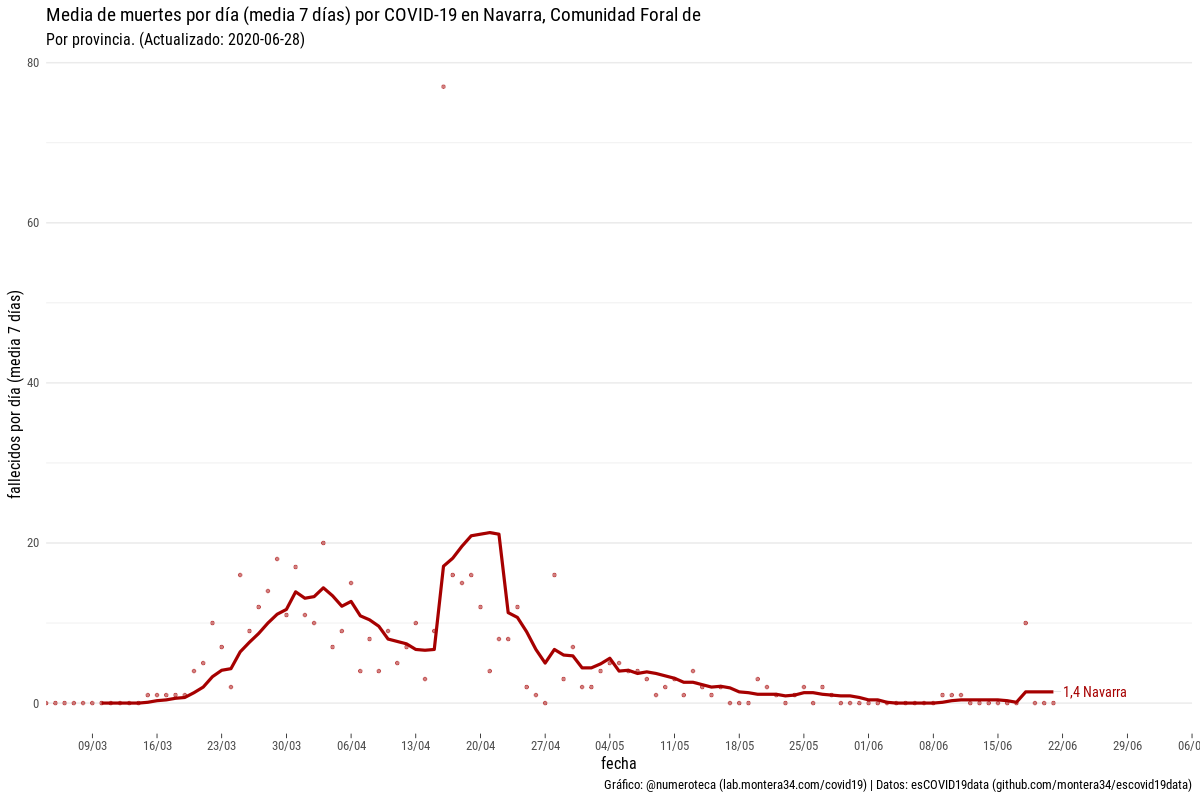 Media de muertes por día (media 7 días) por COVID-19 en Navarra, Comunidad Foral de
Por provincia. (Actualizado: 2020-06-28)
80
60
40
20
0
fallecidos por día (media 7 días)
1,4 Navarra
09/03 16/03 23/03 30/03 06/04 13/04 20/04 27/04 04/05 11/05 18/05 25/05 01/06 08/06 15/06 22/06 29/06 06/0
fecha
Gráfico: @numeroteca (lab.montera34.com/covid19) | Datos: esCOVID19data (github.com/montera34/escovid19data)